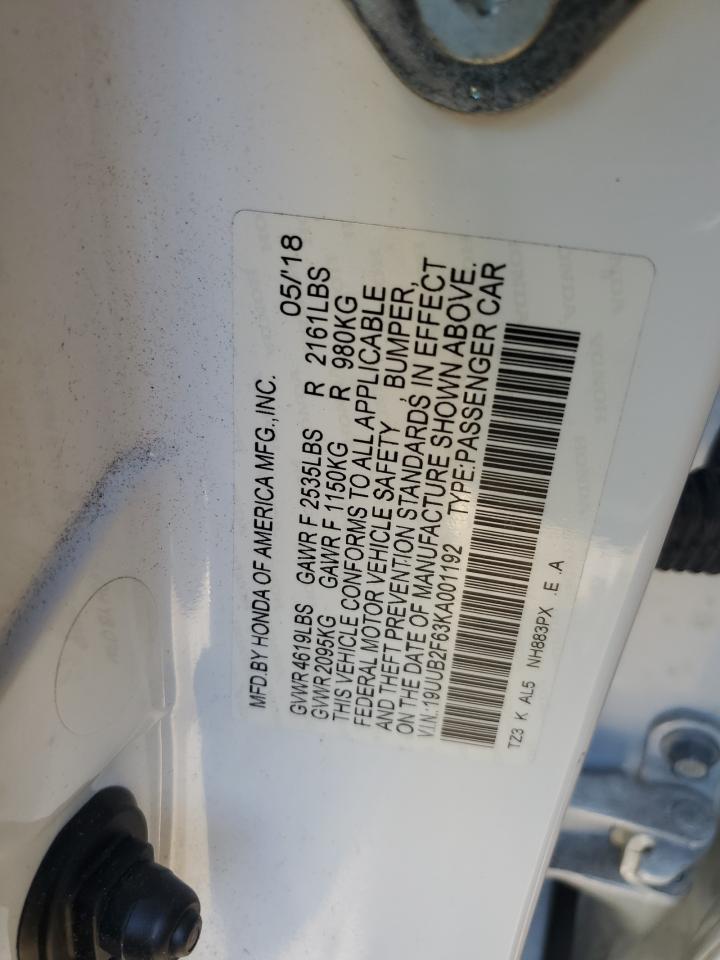 MFD.BY HONDA OF AMERICA MFG.,INC. 05/'18
GVWR 4619LBS GAWR F 2535LBS R 2161LBS
GVWR 2095KG GAWR F 1150KG R 980KG
THIS VEHICLE CONFORMS TO ALL APPLICABLE
FEDERAL MOTOR VEHICLE SAFETY, BUMPER,
AND THEFT PREVENTION STANDARDS, IN EFFECT
ON THE DATE OF MANUFACTURE SHOWN ABOVE.
V.I.N.:19UUB2F63KA001192 TYPE:PASSENGER CAR
TZ3 K AL5 NH883PX .E .A